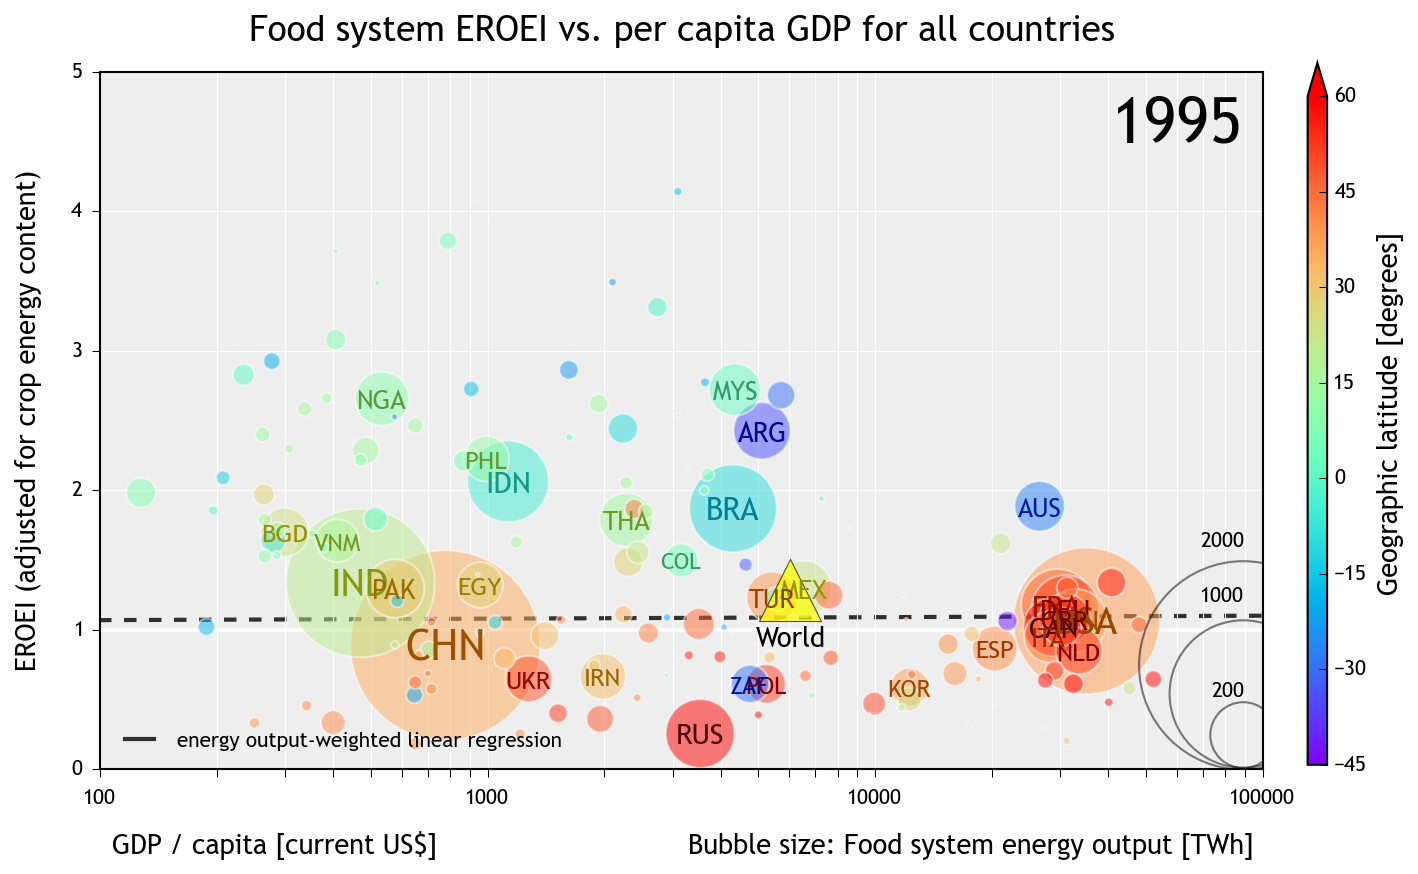 Food system EROEI vs. per capita GDP for all countries
1995
EROEI (adjusted for crop energy content)
5
4
3
2
1
0
NGA
MYS
ARG
PHL
IDN
BRA
AUS
THA
BGD
VNM
COL
IND
PAK
EGY
TUR
MEX
World
CHN
UKR
IRN
ZAF
POL
RUS
ESP
KOR
CAN
USA
NLD
2000
1000
200
energy output-weighted linear regression
100
1000
10000
100000
GDP / capita [current US$]
Bubble size: Food system energy output [TWh]
60
45
30
15
0
−15
−30
−45
Geographic latitude [degrees]